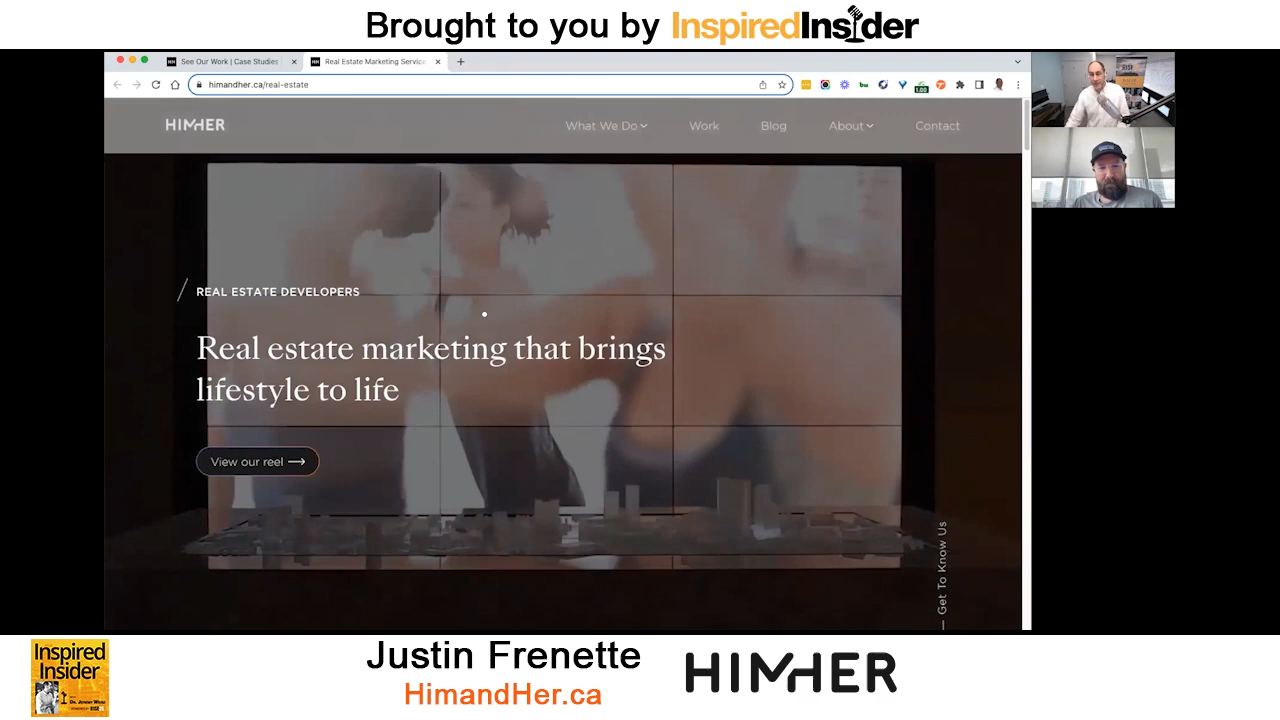 Brought to you by InspiredInsider
See Our Work | Case Studies
Real Estate Marketing Service
himandher.ca/real-estate
1.00
HIMHER
What We Do
Work
Blog
About
Contact
REAL ESTATE DEVELOPERS
Real estate marketing that brings
lifestyle to life
View our reel
Get To Know Us
Inspired
Insider
Justin Frenette
HimandHer.ca
HIMHER